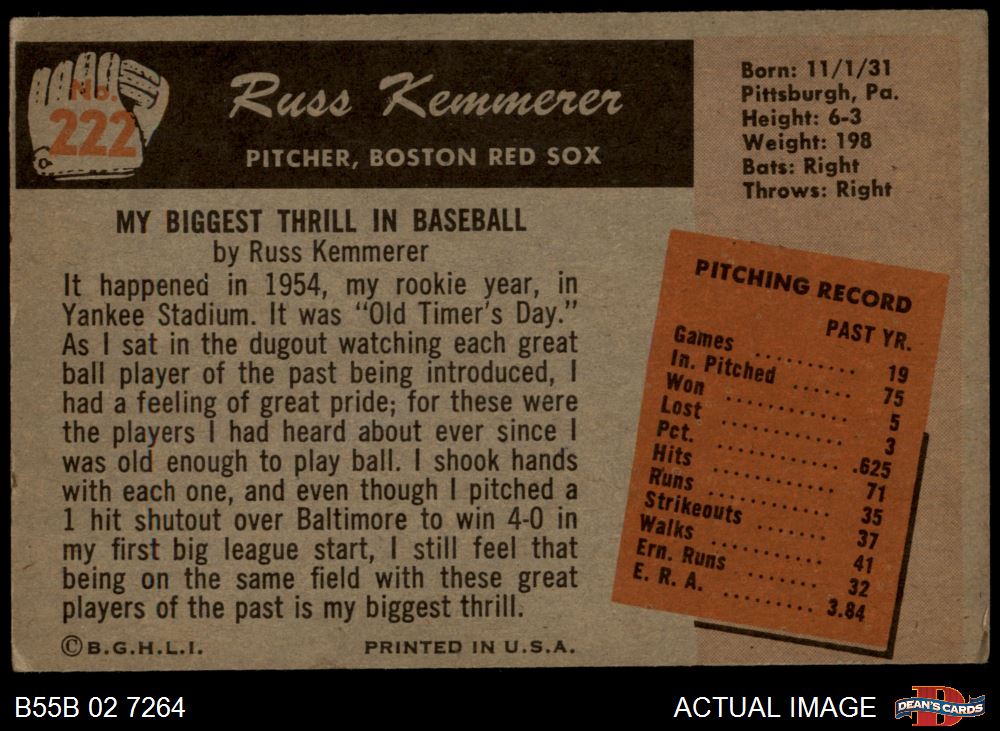 No.
222
Russ Kemmerer
PITCHER, BOSTON RED SOX
Born: 11/1/31
Pittsburgh, Pa.
Height: 6-3
Weight: 198
Bats: Right
Throws: Right
MY BIGGEST THRILL IN BASEBALL
by Russ Kemmerer
It happened in 1954, my rookie year, in
Yankee Stadium. It was “Old Timer’s Day.”
As I sat in the dugout watching each great
ball player of the past being introduced, I
had a feeling of great pride; for these were
the players I had heard about ever since I
was old enough to play ball. I shook hands
with each one, and even though I pitched a
1 hit shutout over Baltimore to win 4-0 in
my first big league start, I still feel that
being on the same field with these great
players of the past is my biggest thrill.
PITCHING RECORD
PAST YR.
Games .......... 19
In. Pitched ...... 75
Won ............ 5
Lost ............ 3
Pct. ............ .625
Hits ............ 71
Runs ............ 35
Strikeouts ....... 37
Walks .......... 41
Ern. Runs ....... 32
E. R. A. ......... 3.84
©B.G.H.L.I.
PRINTED IN U.S.A.
B55B 02 7264
ACTUAL IMAGE
DEAN'S CARDS